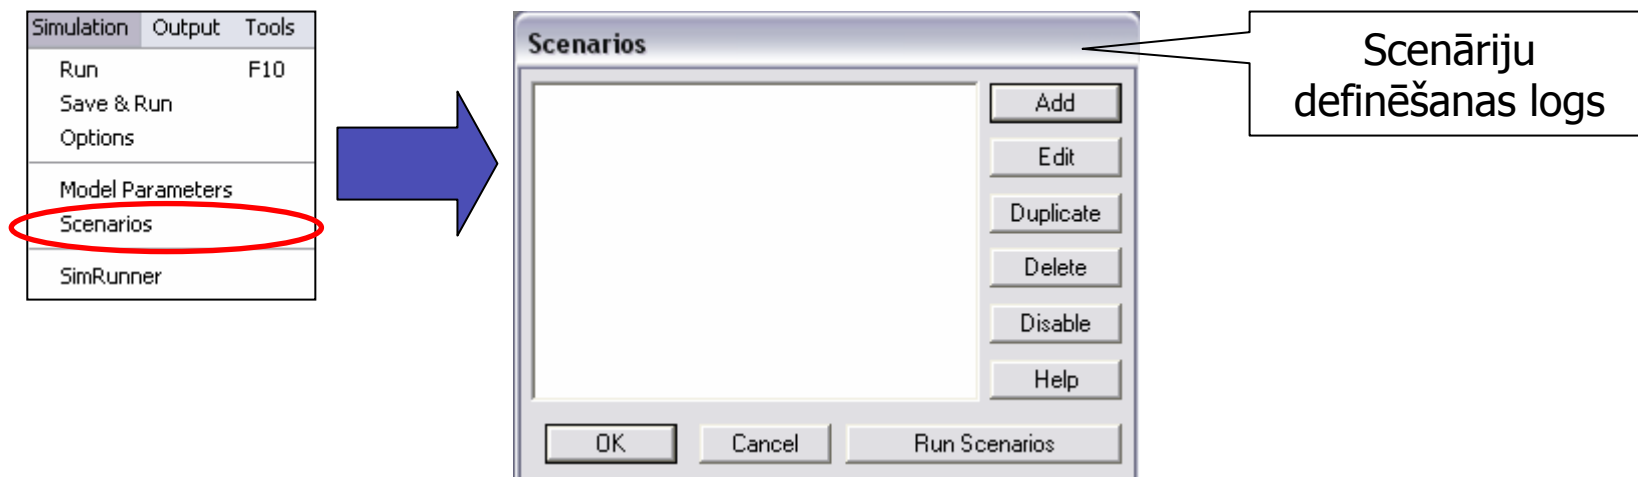 Simulation Output Tools
Run F10
Save & Run
Options
Model Parameters
Scenarios
SimRunner
Scenarios
Add
Edit
Duplicate
Delete
Disable
Help
OK Cancel Run Scenarios
Scenāriju
definēšanas logs